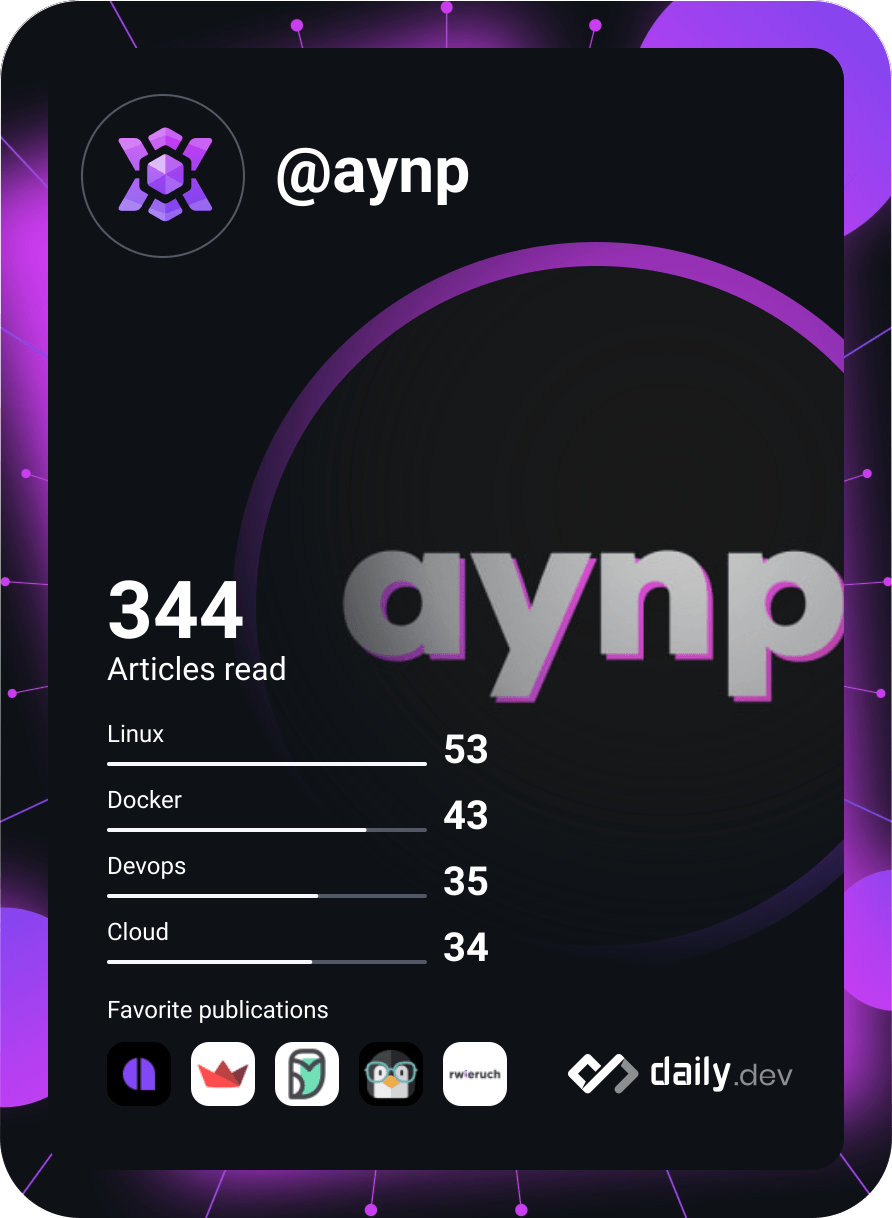 @aynp
aynp
344
Articles read
Linux
53
Docker
43
Devops
35
Cloud
34
Favorite publications
rwieruch
daily.dev